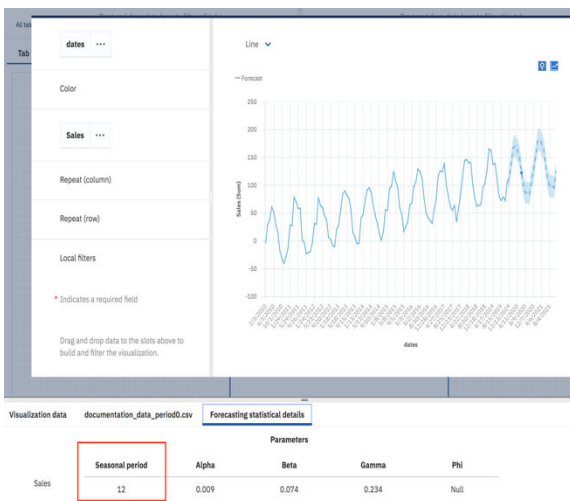 All tab
Tab
dates ...
Color
Sales ...
Repeat (column)
Repeat (row)
Local filters
* Indicates a required field
Drag and drop data to the slots above to
build and filter the visualization.
Line
Forecast
250
200
150
100
50
0
-50
-100
Sales (Sum)
dates
Visualization data documentation_data_period0.csv Forecasting statistical details
Parameters
Seasonal period Alpha Beta Gamma Phi
Sales 12 0.009 0.074 0.234 Null